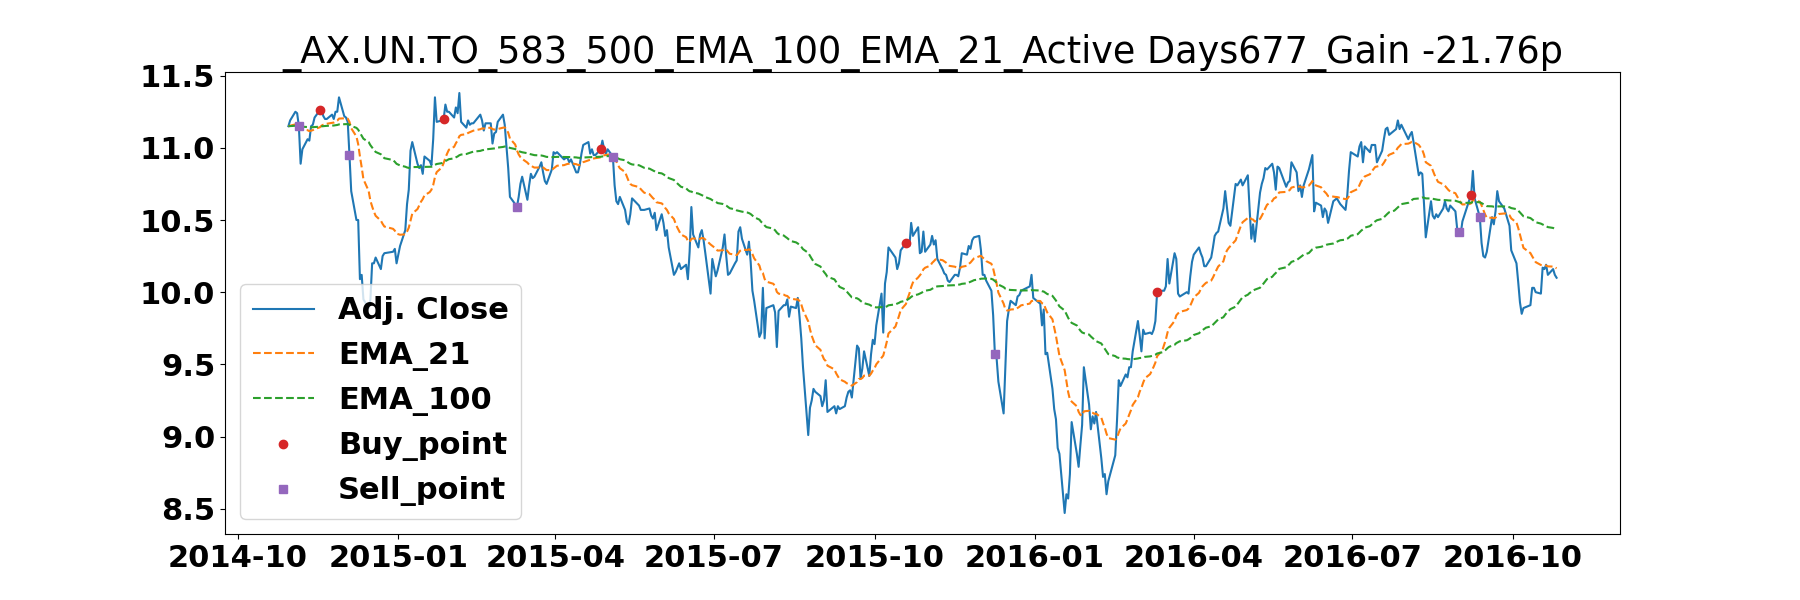 _AX.UN.TO_583_500_EMA_100_EMA_21_Active Days677_Gain -21.76p
11.5
11.0
10.5
10.0
9.5
9.0
8.5
Adj. Close
EMA_21
EMA_100
Buy_point
Sell_point
2014-10 2015-01 2015-04 2015-07 2015-10 2016-01 2016-04 2016-07 2016-10